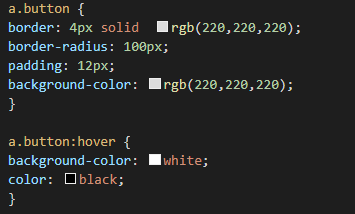 a.button {
border: 4px solid rgb(220,220,220);
border-radius: 100px;
padding: 12px;
background-color: rgb(220,220,220);
}

a.button:hover {
background-color: white;
color: black;
}